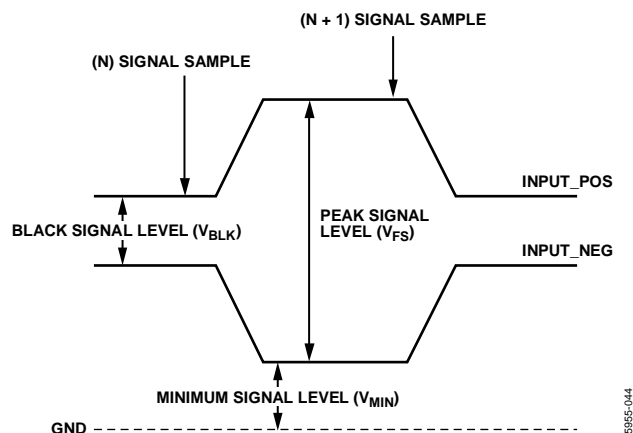 (N + 1) SIGNAL SAMPLE
(N) SIGNAL SAMPLE
INPUT_POS
BLACK SIGNAL LEVEL (VBLK)
PEAK SIGNAL
LEVEL (VFS)
INPUT_NEG
MINIMUM SIGNAL LEVEL (VMIN)
GND
5955-044